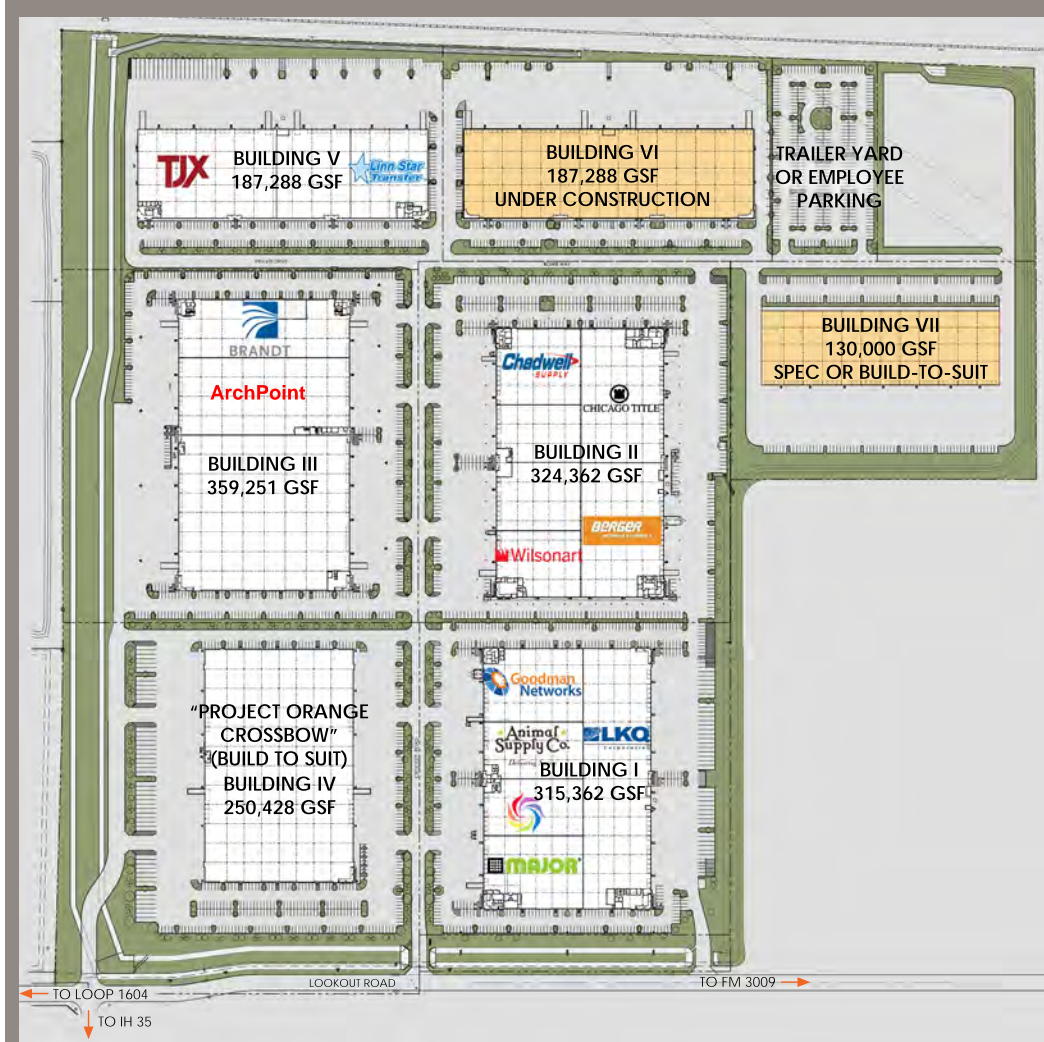 TJX
BUILDING V
187,288 GSF
Linn Star
Transfer
BUILDING VI
187,288 GSF
UNDER CONSTRUCTION
TRAILER YARD
OR EMPLOYEE
PARKING
BRANDT
ArchPoint
BUILDING III
359,251 GSF
Chadwell
SUPPLY
CHICAGO TITLE
BUILDING II
324,362 GSF
BERGER
Wilsonart
BUILDING VII
130,000 GSF
SPEC OR BUILD-TO-SUIT
"PROJECT ORANGE
CROSSBOW"
(BUILD TO SUIT)
BUILDING IV
250,428 GSF
Goodman
Networks
Animal
Supply Co.
LKQ
Corporation
BUILDING I
315,362 GSF
MAJOR
LOOKOUT ROAD
TO FM 3009
TO LOOP 1604
TO IH 35